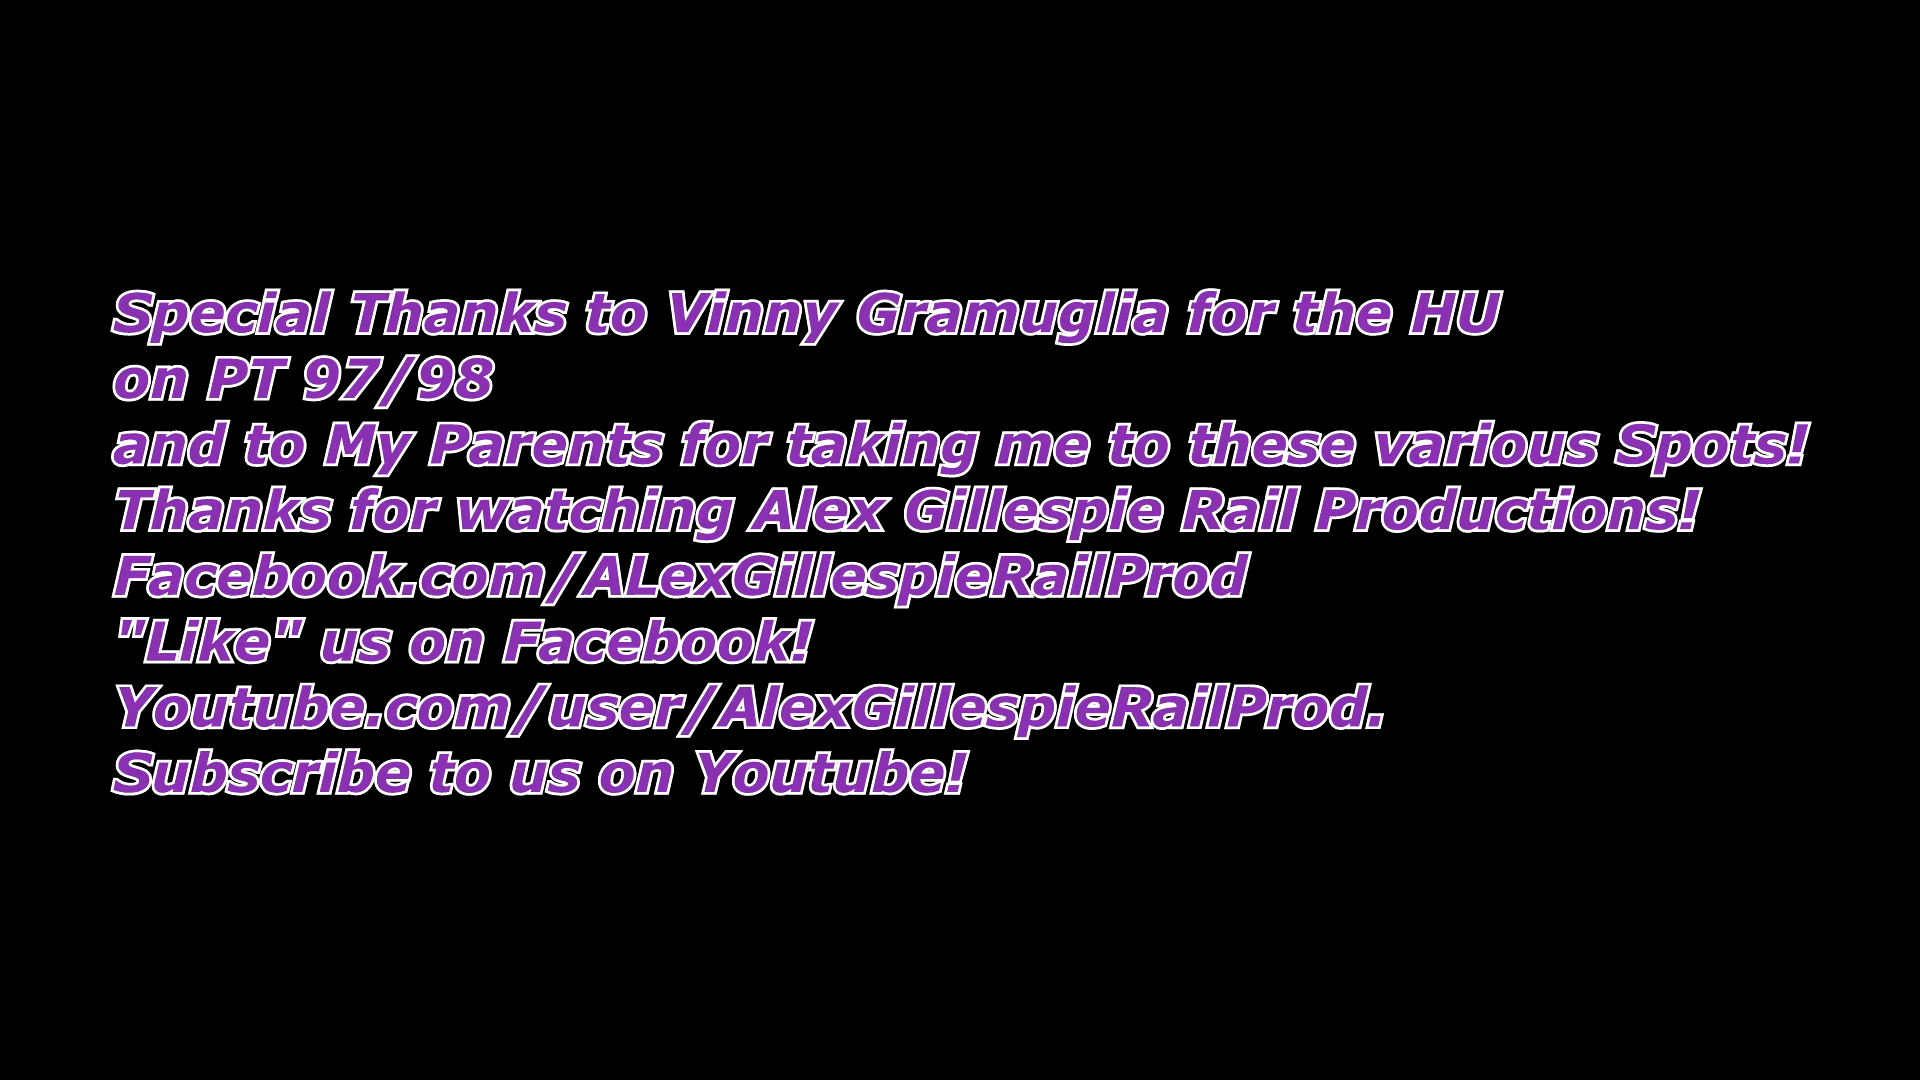 Special Thanks to Vinny Gramuglia for the HU
on PT 97/98
and to My Parents for taking me to these various Spots!
Thanks for watching Alex Gillespie Rail Productions!
Facebook.com/ALexGillespieRailProd
"Like" us on Facebook!
Youtube.com/user/AlexGillespieRailProd.
Subscribe to us on Youtube!